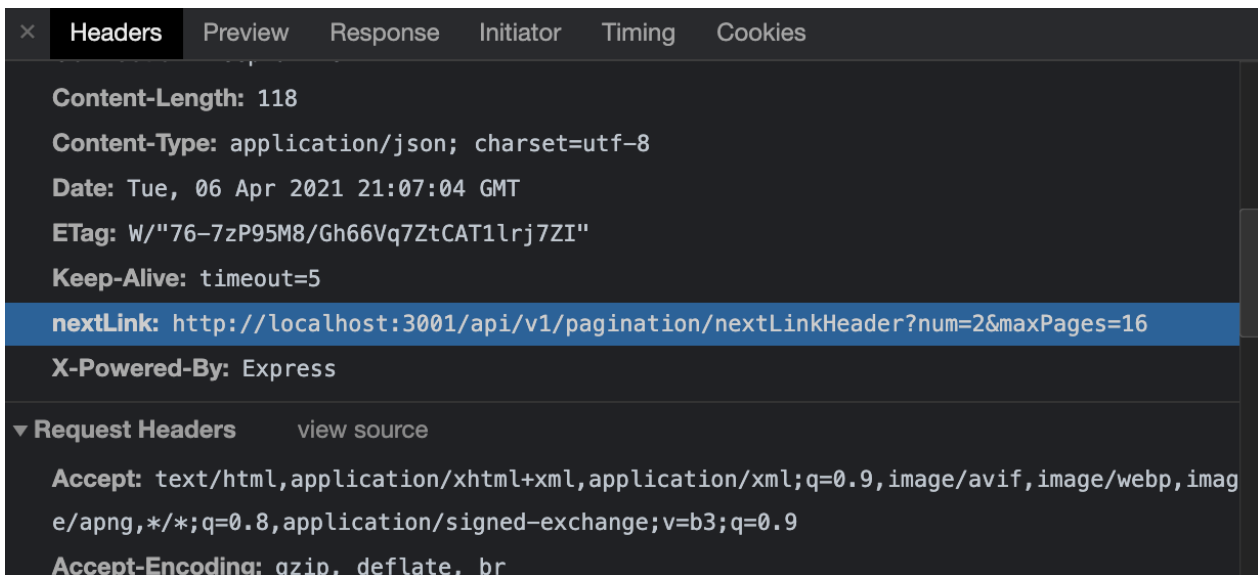 × Headers Preview Response Initiator Timing Cookies
Content-Length: 118
Content-Type: application/json; charset=utf-8
Date: Tue, 06 Apr 2021 21:07:04 GMT
ETag: W/"76-7zP95M8/Gh66Vq7ZtCAT1lrj7ZI"
Keep-Alive: timeout=5
nextLink: http://localhost:3001/api/v1/pagination/nextLinkHeader?num=2&maxPages=16
X-Powered-By: Express
▼ Request Headers view source
Accept: text/html,application/xhtml+xml,application/xml;q=0.9,image/avif,image/webp,imag
e/apng,*/*;q=0.8,application/signed-exchange;v=b3;q=0.9
Accept-Encoding: gzip, deflate, br